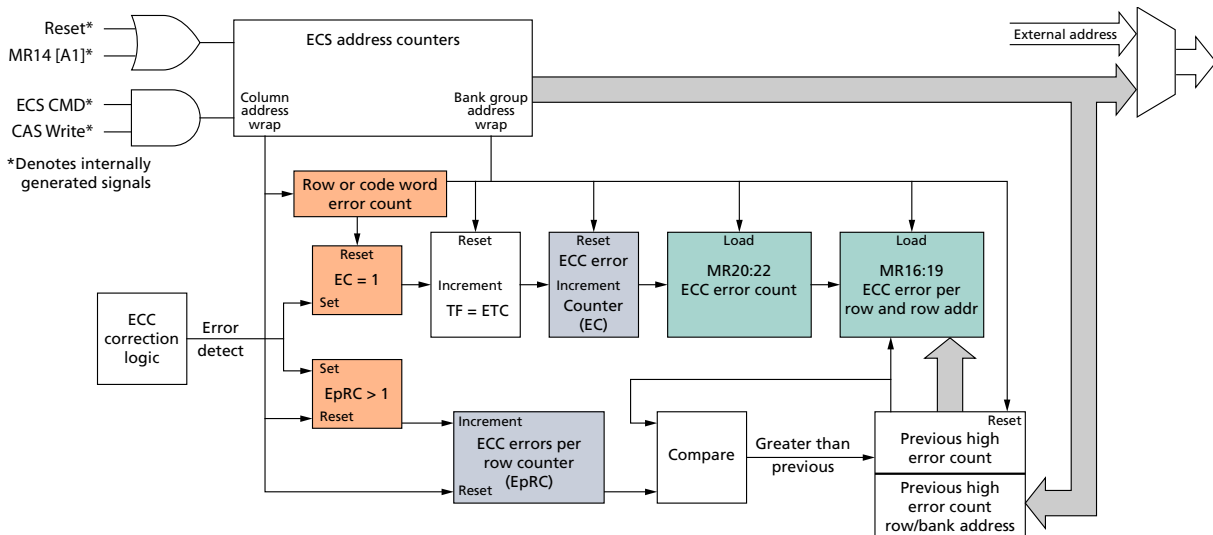 Reset*
MR14 [A1]*
ECS CMD*
CAS Write*
*Denotes internally
generated signals
ECS address counters
Column
address
wrap
Bank group
address
wrap
External address
Row or code word
error count
Reset
EC = 1
Set
Reset
Increment
TF = ETC
Reset
ECC error
Increment
Counter
(EC)
Load
MR20:22
ECC error count
Load
MR16:19
ECC error per
row and row addr
ECC
correction
logic
Error
detect
Set
EpRC > 1
Reset
Increment
ECC errors per
row counter
(EpRC)
Reset
Compare
Greater than
previous
Reset
Previous high
error count
Previous high
error count
row/bank address